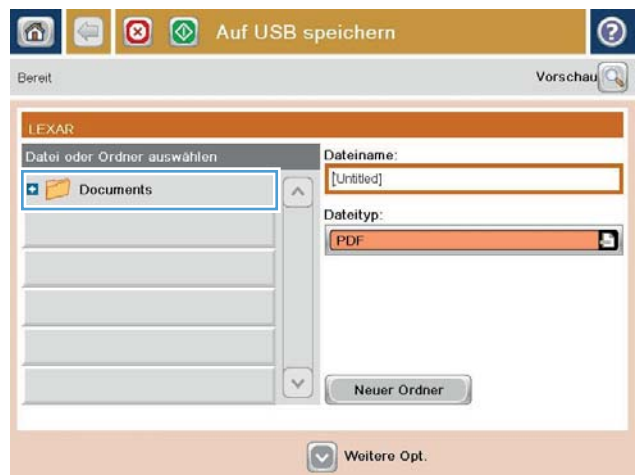 Auf USB speichern
?
Bereit
Vorschau
LEXAR
Datei oder Ordner auswählen
Documents
Dateiname:
[Untitled]
Dateityp:
PDF
Neuer Ordner
Weitere Opt.